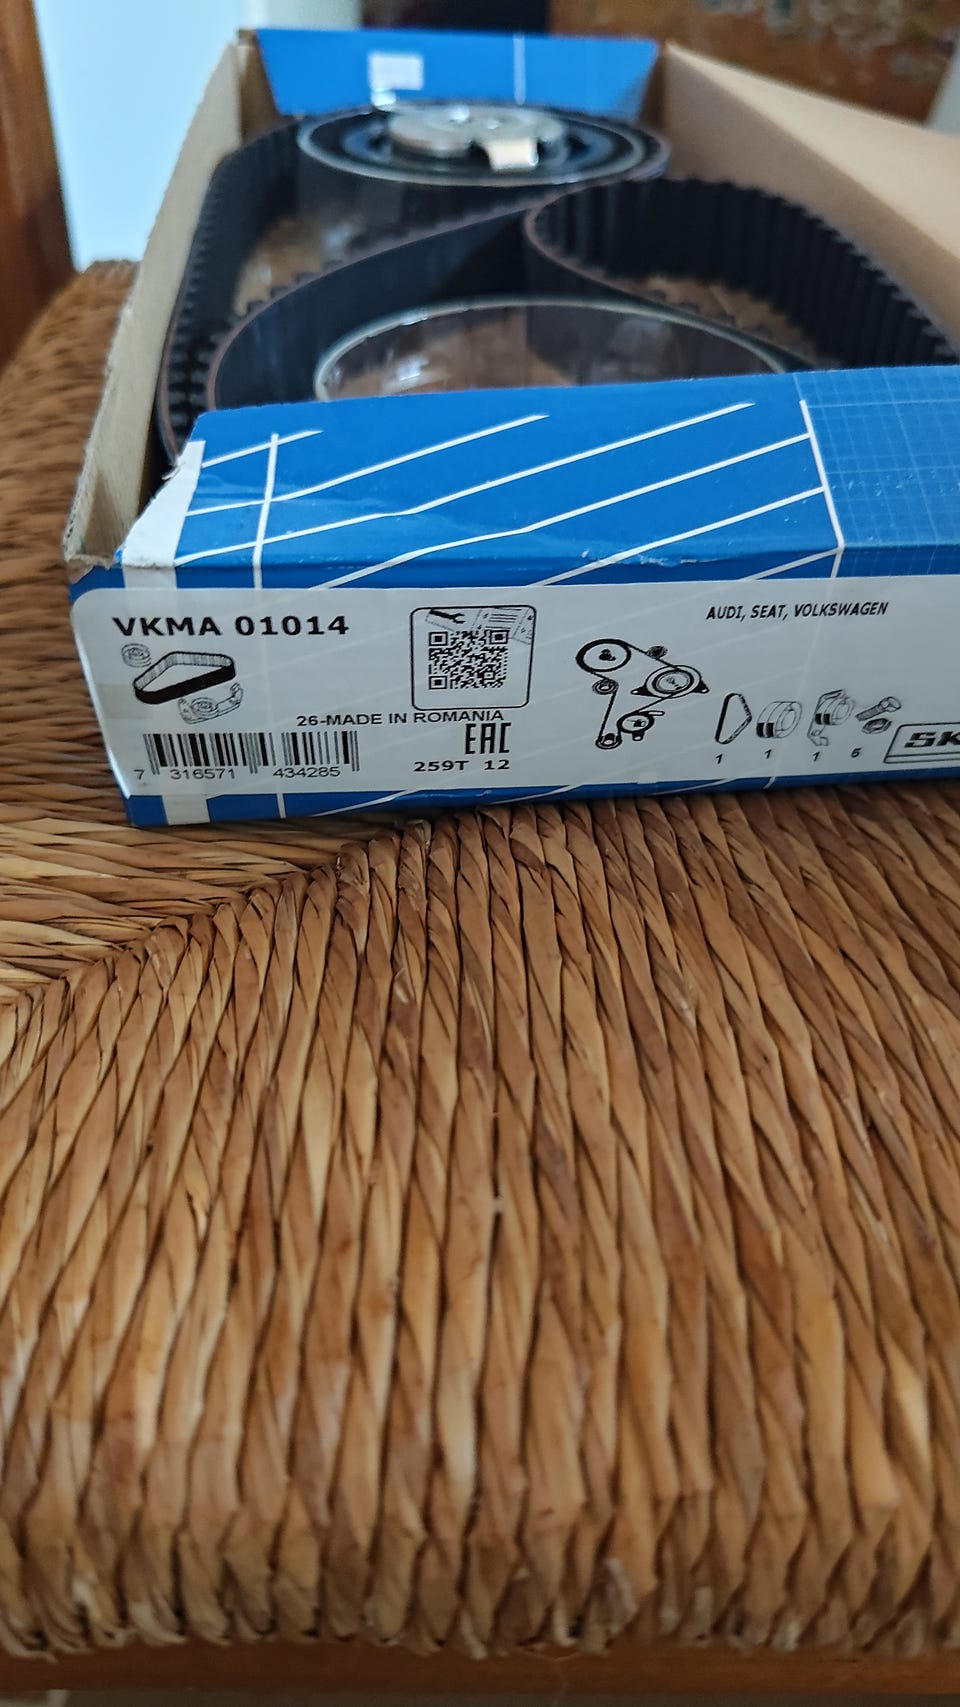 VKMA 01014
AUDI, SEAT, VOLKSWAGEN
26-MADE IN ROMANIA
EAC
259T 12
7 316571 434285
1 1 1 6